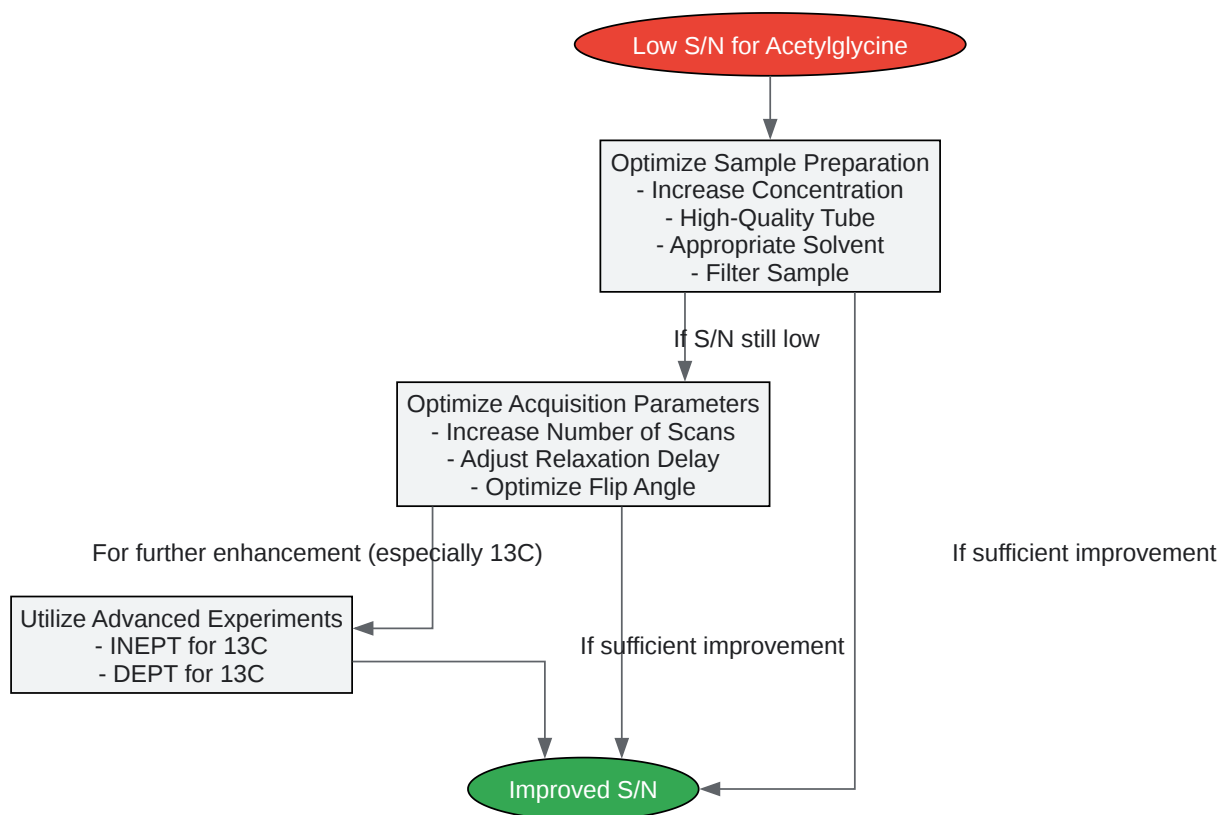 Low S/N for Acetylglycine
Optimize Sample Preparation
- Increase Concentration
- High-Quality Tube
- Appropriate Solvent
- Filter Sample
If S/N still low
Optimize Acquisition Parameters
- Increase Number of Scans
- Adjust Relaxation Delay
- Optimize Flip Angle
For further enhancement (especially 13C)
If sufficient improvement
Utilize Advanced Experiments
- INEPT for 13C
- DEPT for 13C
If sufficient improvement
Improved S/N